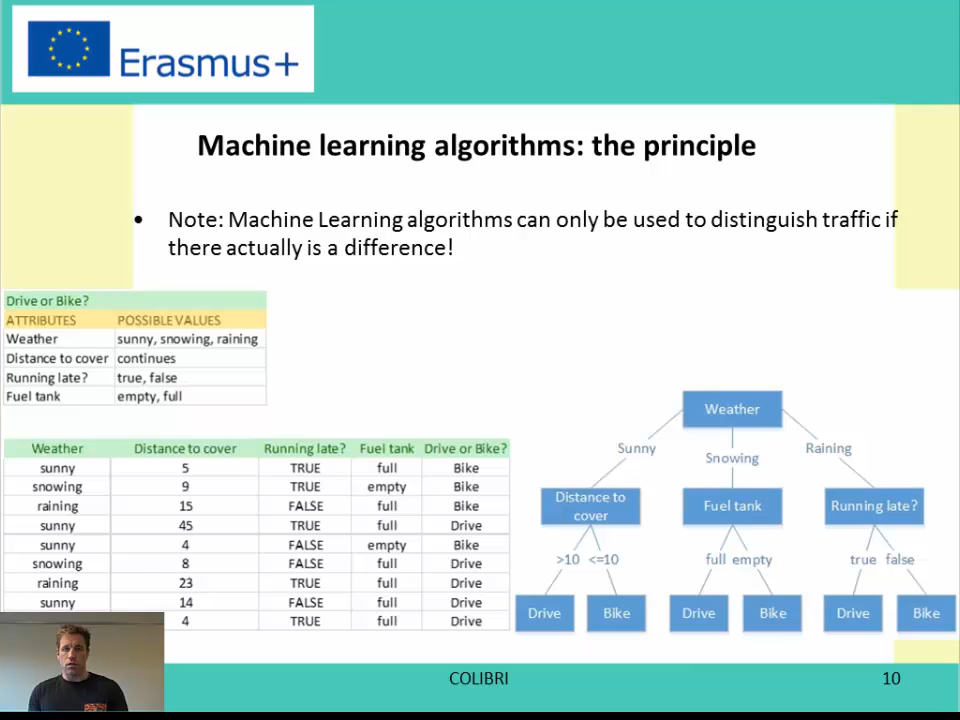 Erasmus+
Machine learning algorithms: the principle
• Note: Machine Learning algorithms can only be used to distinguish traffic if
there actually is a difference!
Drive or Bike?
ATTRIBUTES POSSIBLE VALUES
Weather sunny, snowing, raining
Distance to cover continues
Running late? true, false
Fuel tank empty, full
Weather Distance to cover Running late? Fuel tank Drive or Bike?
sunny 5 TRUE full Bike
snowing 9 TRUE empty Bike
raining 15 FALSE full Bike
sunny 45 TRUE full Drive
sunny 4 FALSE empty Bike
snowing 8 FALSE full Drive
raining 23 TRUE full Drive
sunny 14 FALSE full Drive
4 TRUE full Drive
Weather
Sunny Snowing Raining
Distance to
cover
Fuel tank
Running late?
>10 <=10 full empty true false
Drive Bike Drive Bike Drive Bike
COLIBRI 10